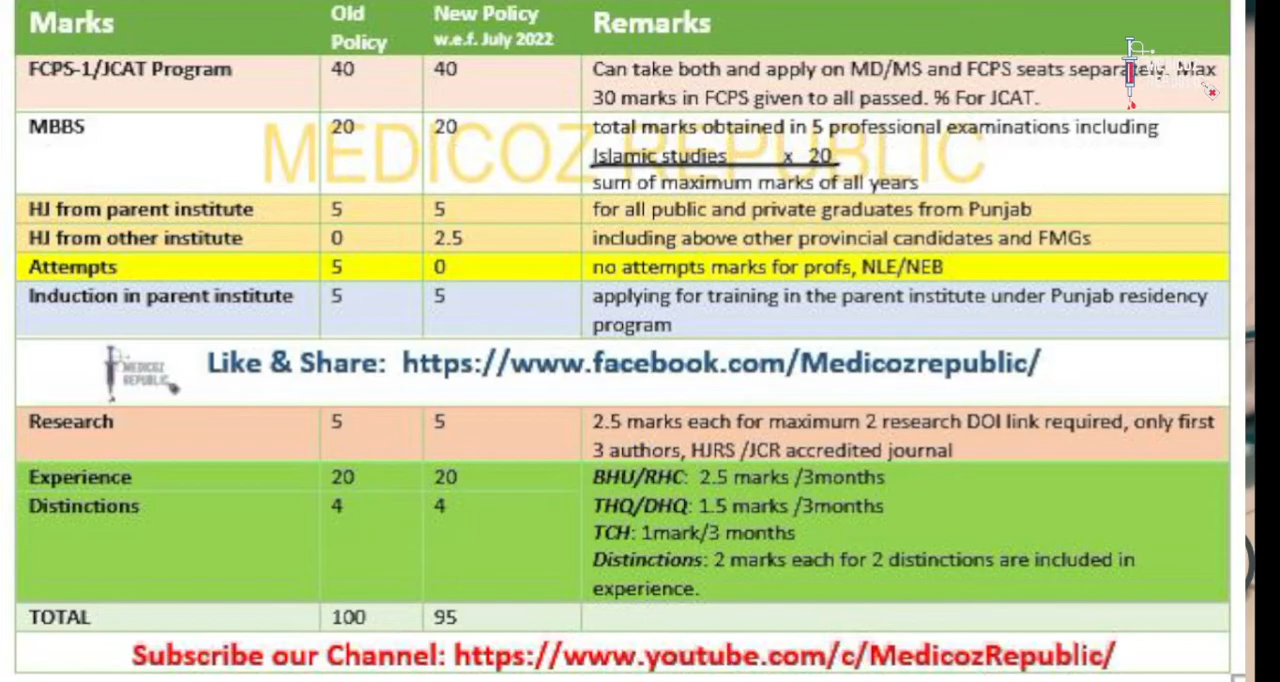 Marks Old Policy New Policy w.e.f. July 2022 Remarks
FCPS-1/JCAT Program 40 40 Can take both and apply on MD/MS and FCPS seats separately. Max
30 marks in FCPS given to all passed. % For JCAT.
MBBS 20 20 total marks obtained in 5 professional examinations including
Islamic studies x 20
sum of maximum marks of all years
MEDICOZ REPUBLIC
HJ from parent institute 5 5 for all public and private graduates from Punjab
HJ from other institute 0 2.5 including above other provincial candidates and FMGs
Attempts 5 0 no attempts marks for profs, NLE/NEB
Induction in parent institute 5 5 applying for training in the parent institute under Punjab residency
program
MEDICOZ
REPUBLIC
Like & Share: https://www.facebook.com/Medicozrepublic/
Research 5 5 2.5 marks each for maximum 2 research DOI link required, only first
3 authors, HJRS /JCR accredited journal
Experience 20 20 BHU/RHC: 2.5 marks /3months
Distinctions 4 4 THQ/DHQ: 1.5 marks /3months
TCH: 1mark/3 months
Distinctions: 2 marks each for 2 distinctions are included in
experience.
TOTAL 100 95
Subscribe our Channel: https://www.youtube.com/c/MedicozRepublic/